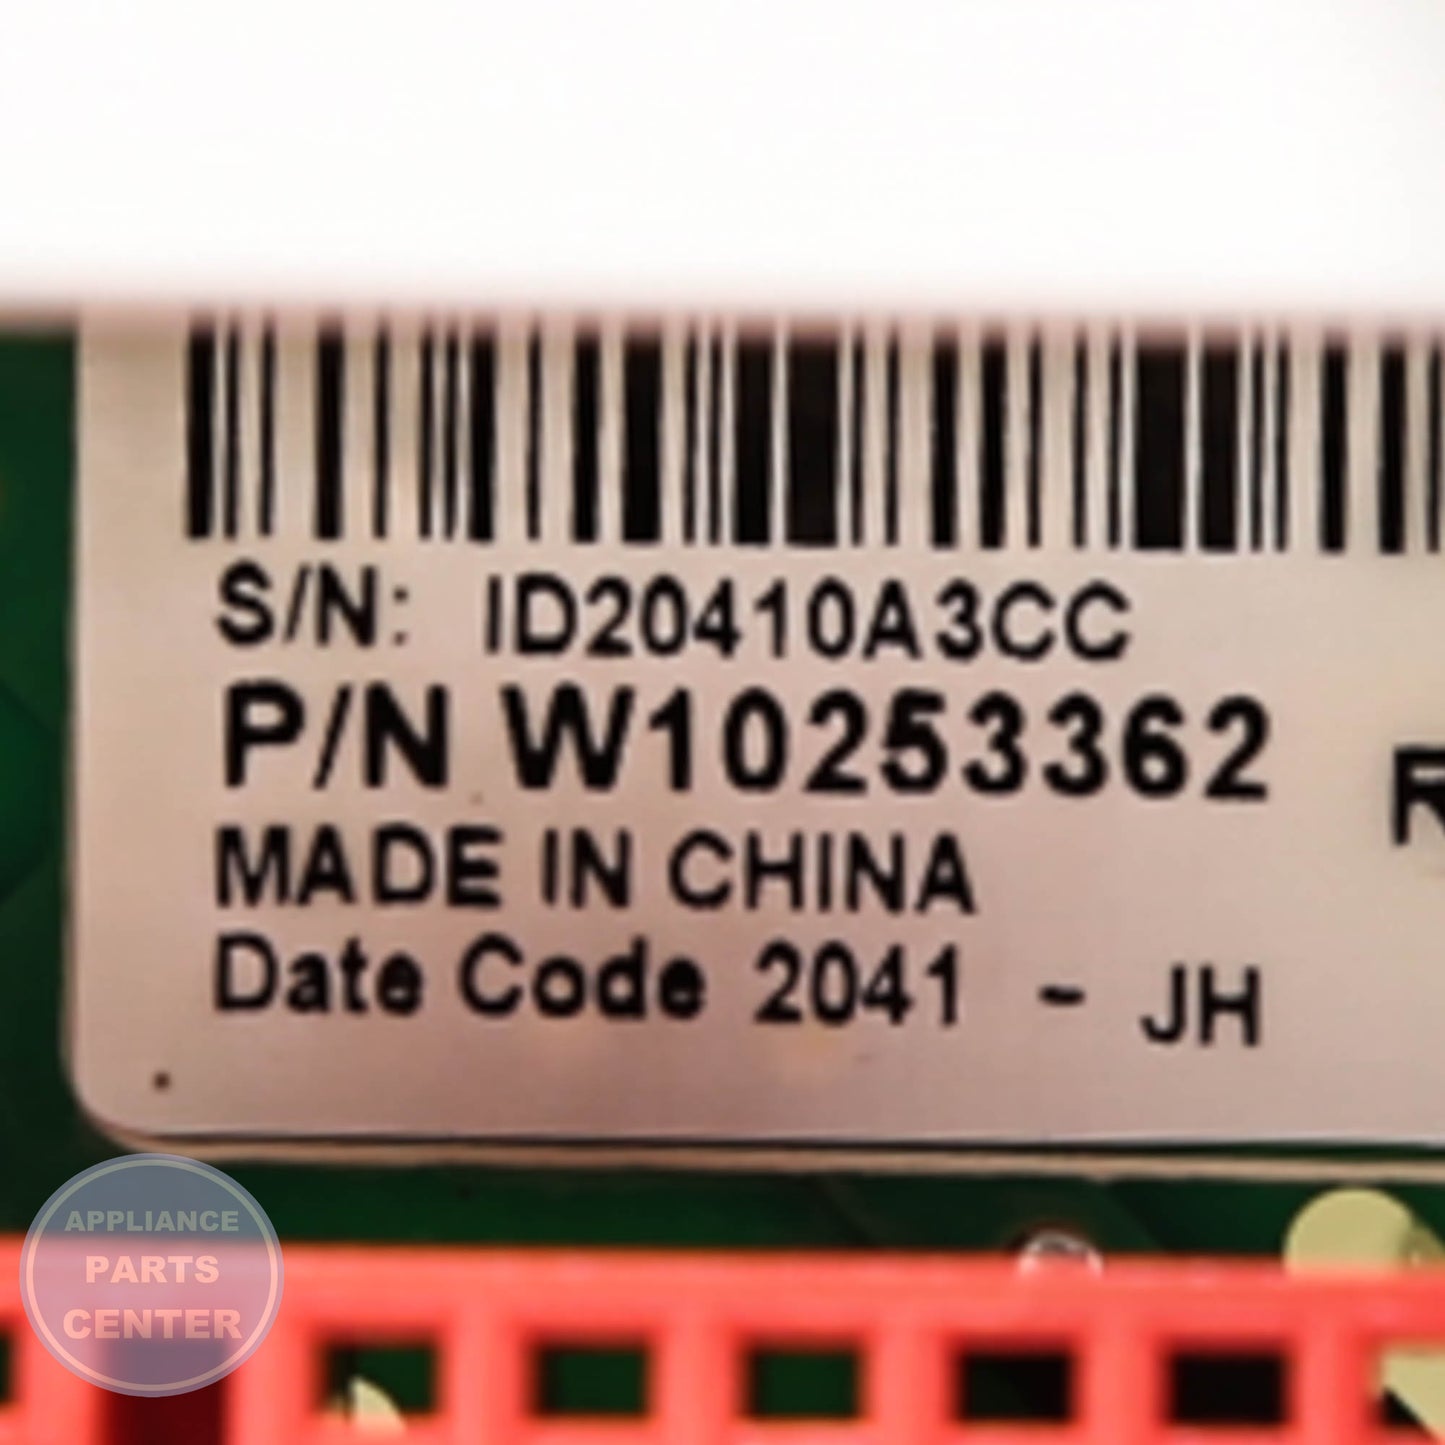 S/N: ID20410A3CC
P/N W10253362
R
MADE IN CHINA
Date Code 2041 - JH
APPLIANCE
PARTS
CENTER